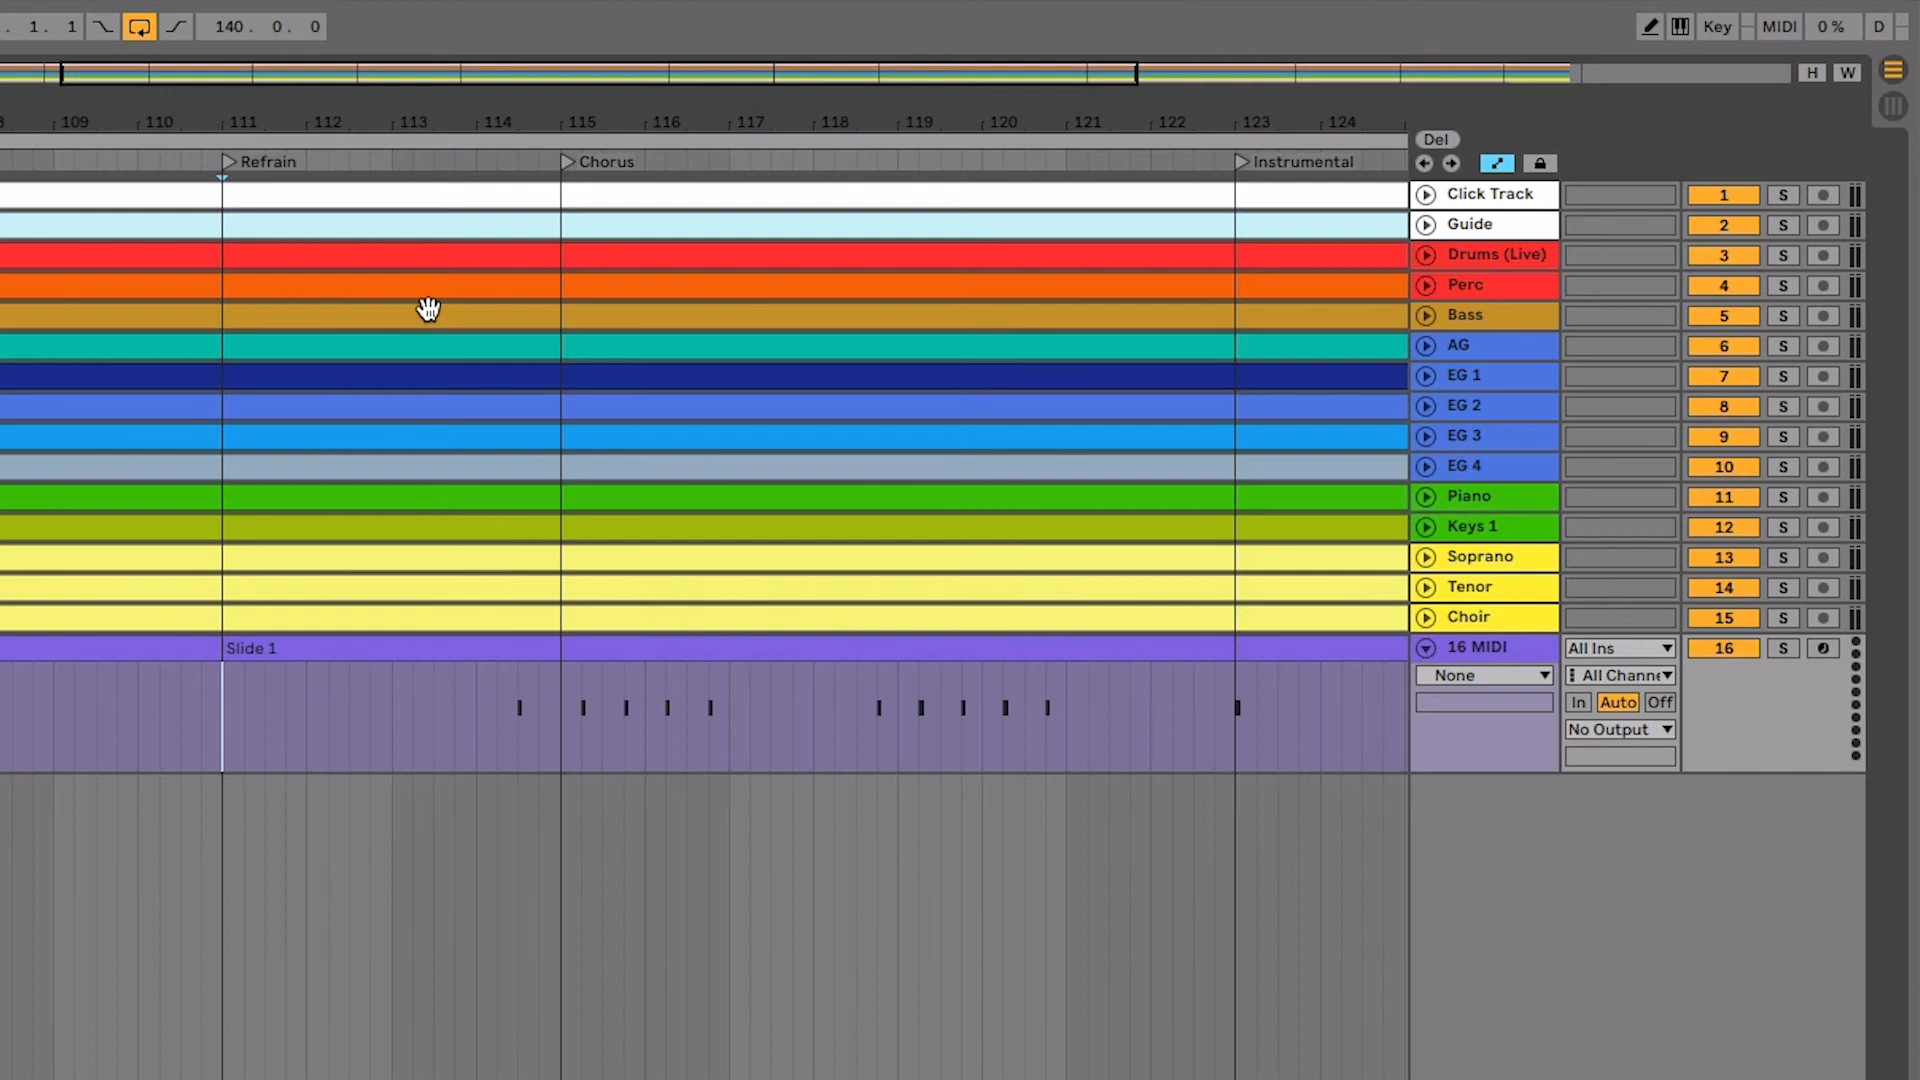 1. 1 140. 0. 0 Key MIDI 0 % D
H W
109 110 111 112 113 114 115 116 117 118 119 120 121 122 123 124
Del
Refrain Chorus Instrumental
Click Track 1 S
Guide 2 S
Drums (Live) 3 S
Perc 4 S
Bass 5 S
AG 6 S
EG 1 7 S
EG 2 8 S
EG 3 9 S
EG 4 10 S
Piano 11 S
Keys 1 12 S
Soprano 13 S
Tenor 14 S
Choir 15 S
Slide 1 16 MIDI All Ins 16 S
None All Channe
In Auto Off
No Output